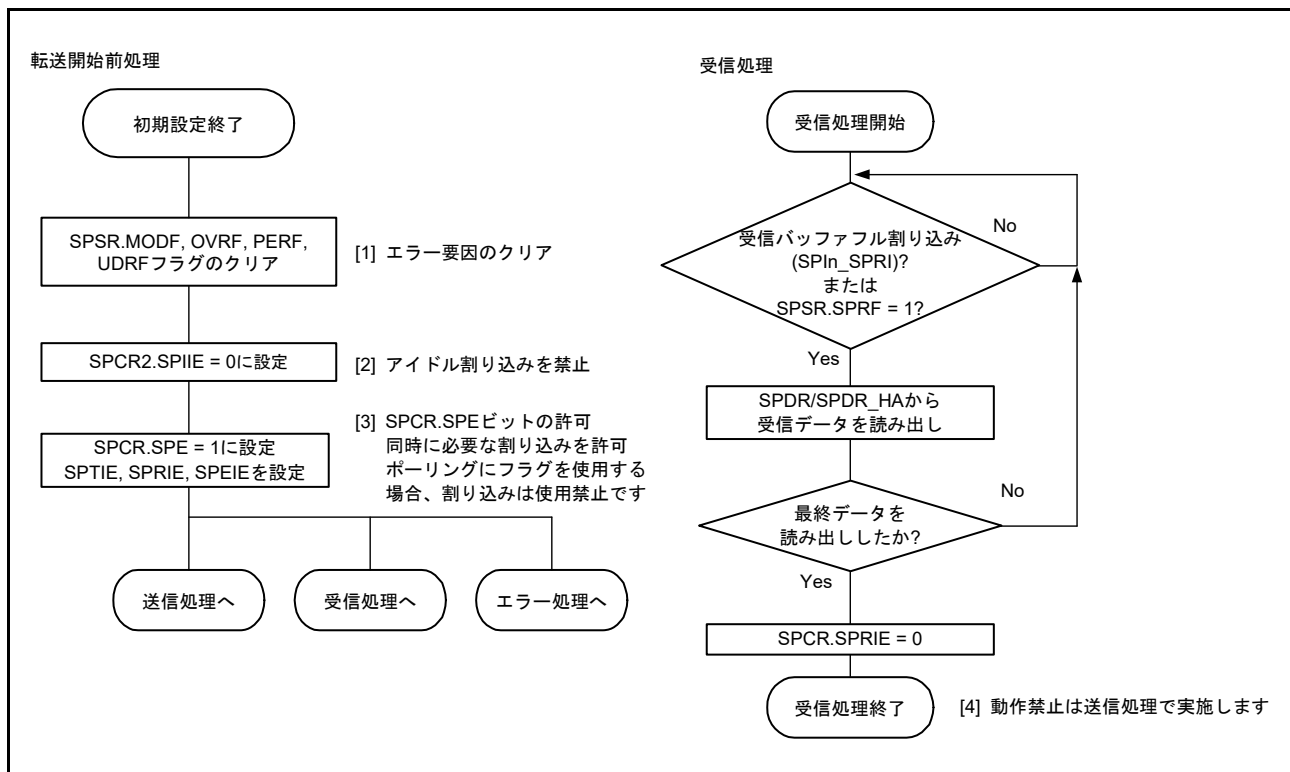 転送開始前処理
初期設定終了
SPSR.MODF, OVRF, PERF,
UDRFフラグのクリア
[1] エラー要因のクリア
SPCR2.SPIIE = 0に設定
[2] アイドル割り込みを禁止
SPCR.SPE = 1に設定
SPTIE, SPRIE, SPEIEを設定
[3] SPCR.SPEビットの許可
同時に必要な割り込みを許可
ポーリングにフラグを使用する
場合、割り込みは使用禁止です
送信処理へ
受信処理へ
エラー処理へ
受信処理
受信処理開始
受信バッファフル割り込み
(SPIn_SPRI)?
または
SPSR.SPRF = 1?
No
Yes
SPDR/SPDR_HAから
受信データを読み出し
最終データを
読み出ししたか?
No
Yes
SPCR.SPRIE = 0
受信処理終了
[4] 動作禁止は送信処理で実施します